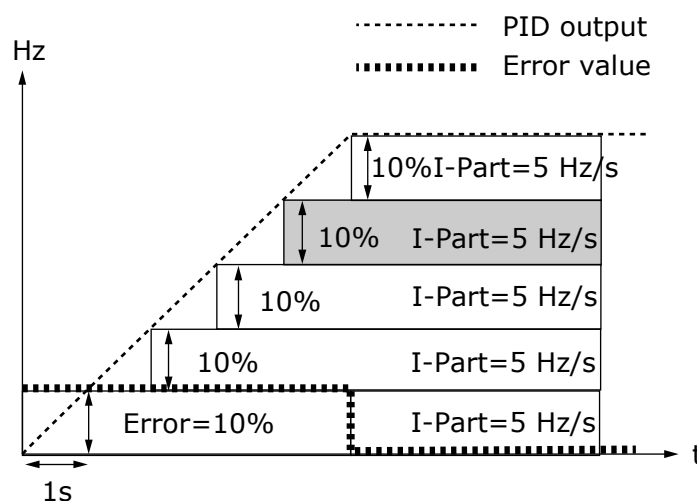 PID output
Error value
Hz
10%I-Part=5 Hz/s
10% I-Part=5 Hz/s
10% I-Part=5 Hz/s
10% I-Part=5 Hz/s
Error=10% I-Part=5 Hz/s
t
1s